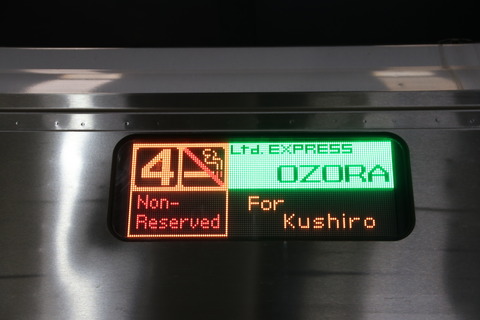 4
Non-
Reserved
Ltd. EXPRESS
OZORA
For
Kushiro